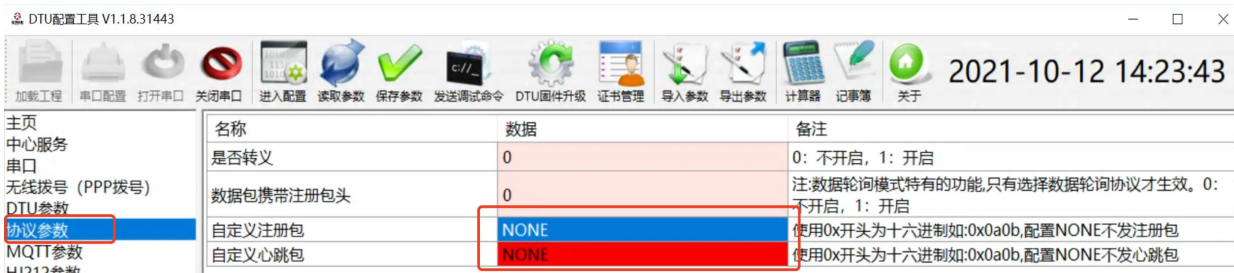 DTU配置工具 V1.1.8.31443
加载工程 串口配置 打开串口 关闭串口 进入配置 读取参数 保存参数 发送调试命令 DTU固件升级 证书管理 导入参数 导出参数 计算器 记事簿 关于
2021-10-12 14:23:43
主页
中心服务
串口
无线拨号（PPP拨号）
DTU参数
协议参数
MQTT参数
HJ212参数
名称 数据 备注
是否转义 0 0：不开启，1：开启
数据包携带注册包头 0 注:数据轮询模式特有的功能,只有选择数据轮询协议才生效。0：
不开启，1：开启
自定义注册包 NONE 使用0x开头为十六进制如:0x0a0b,配置NONE不发注册包
自定义心跳包 NONE 使用0x开头为十六进制如:0x0a0b,配置NONE不发心跳包